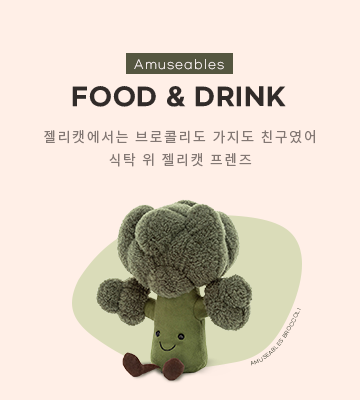 Amuseables
FOOD & DRINK
젤리캣에서는 브로콜리도 가지도 친구였어
식탁 위 젤리캣 프렌즈
AMUSEABLES BROCCOLI